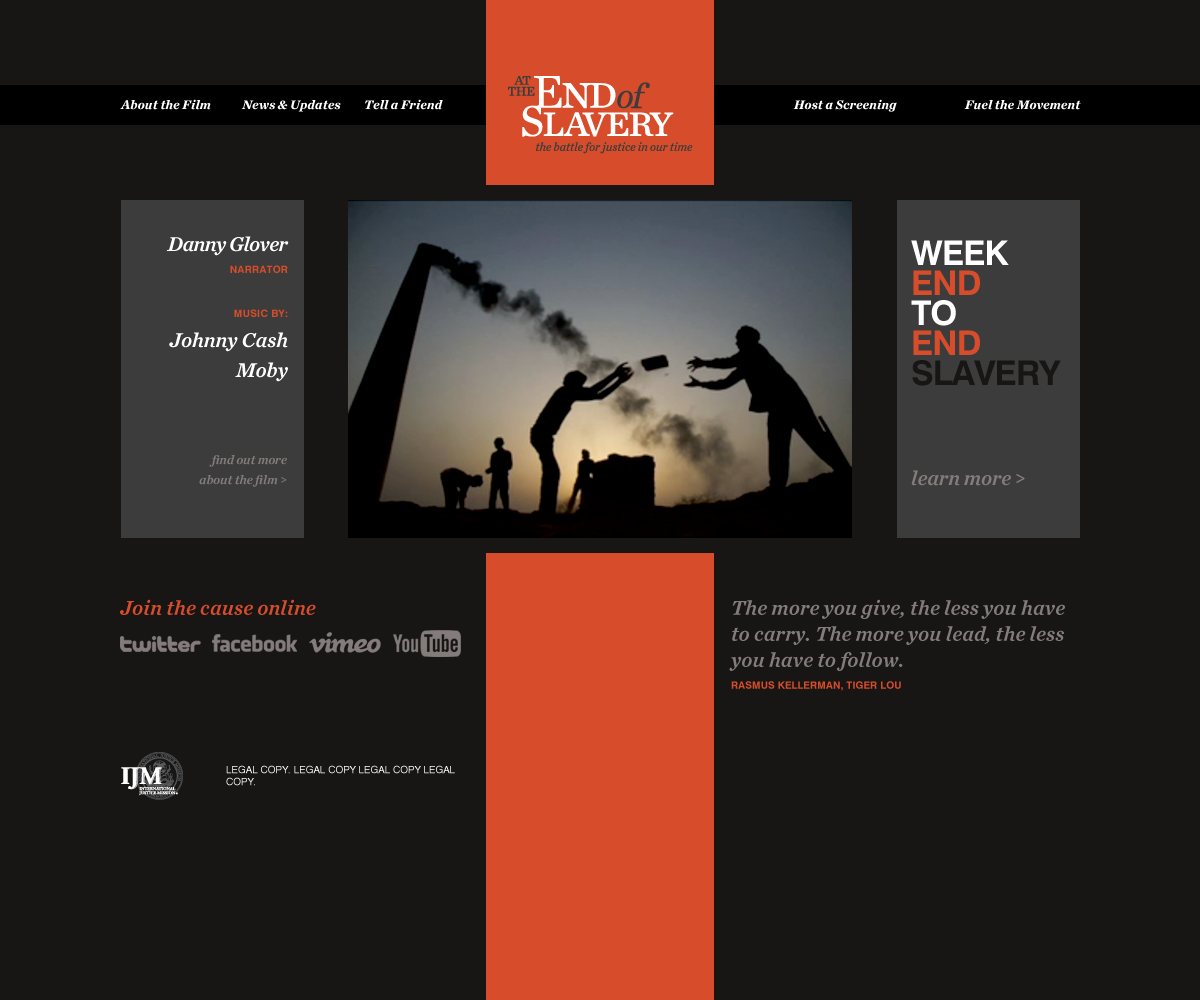 AT THE END of
SLAVERY
the battle for justice in our time
About the Film
News & Updates
Tell a Friend
Host a Screening
Fuel the Movement
Danny Glover
NARRATOR
MUSIC BY:
Johnny Cash
Moby
find out more
about the film >
WEEK
END
TO
END
SLAVERY
learn more >
Join the cause online
twitter facebook vimeo YouTube
The more you give, the less you have
to carry. The more you lead, the less
you have to follow.
RASMUS KELLERMAN, TIGER LOU
IJM
INTERNATIONAL
JUSTICE MISSION
LEGAL COPY. LEGAL COPY LEGAL COPY LEGAL
COPY.